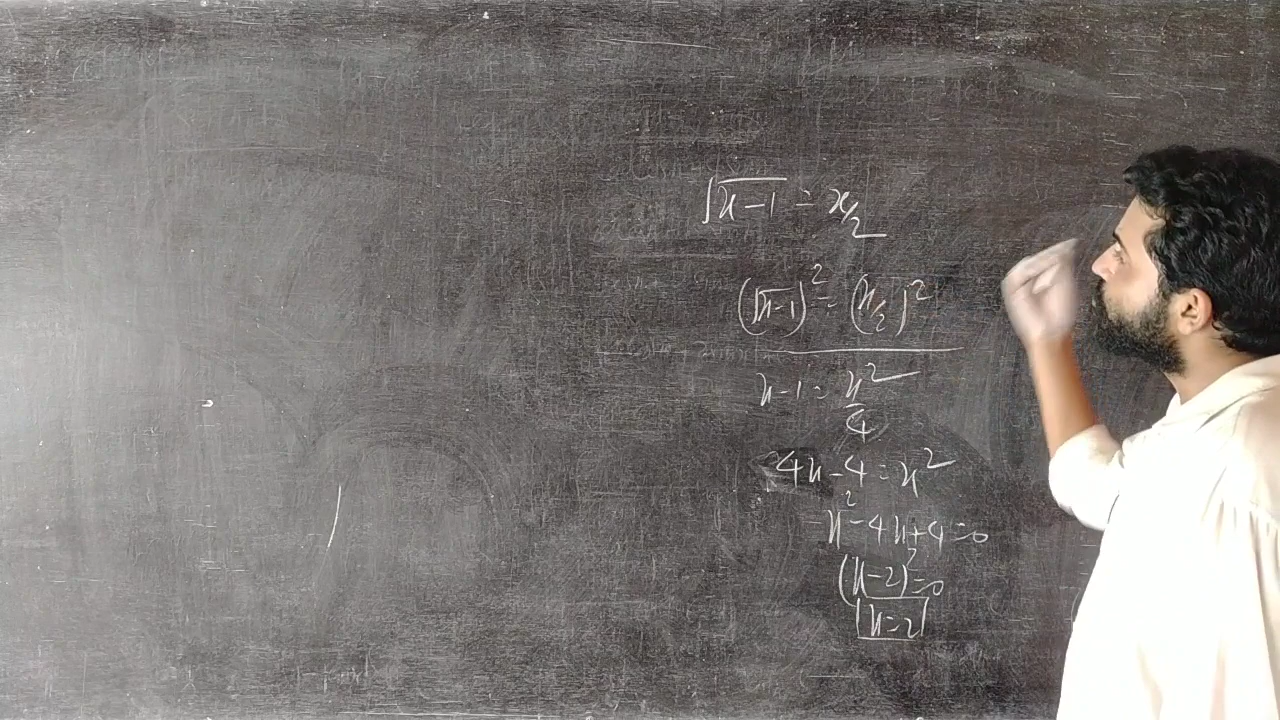 √(x-1) = x/2
(√(x-1))² = (x/2)²
x-1 = x²/4
4x-4 = x²
x²-4x+4=0
(x-2)²=0
x=2